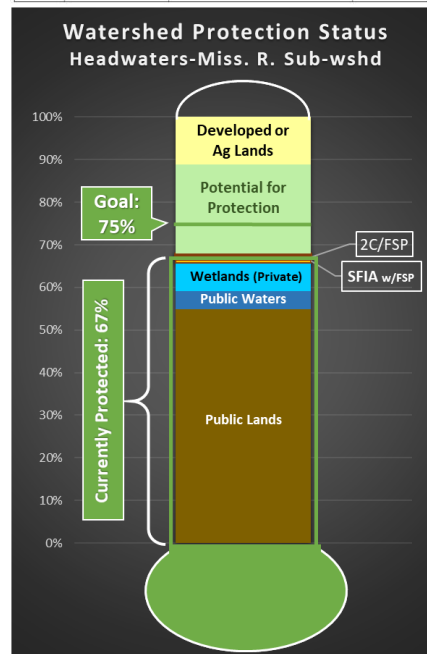 Watershed Protection Status
Headwaters-Miss. R. Sub-wshd
100%
90%
80%
70%
60%
50%
40%
30%
20%
10%
0%
Developed or
Ag Lands
Potential for
Protection
Goal:
75%
2C/FSP
SFIA w/FSP
Wetlands (Private)
Public Waters
Public Lands
Currently Protected: 67%